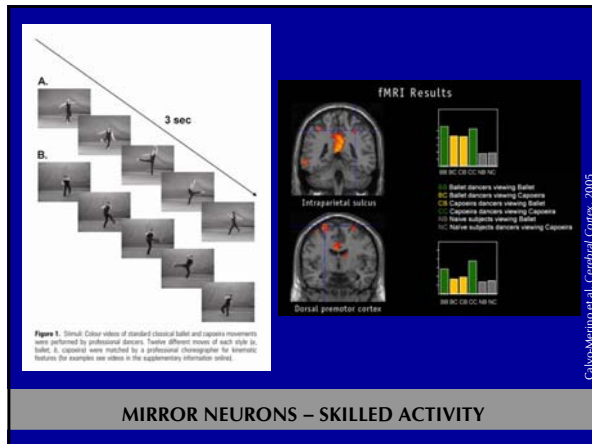 A.
3 sec
B.
Figure 1. Stimuli: Colour videos of standard classical ballet and capoeira movements
were performed by professional dancers. Twelve different moves of each style (a,
ballet; b, capoeira) were matched by a professional choreographer for kinematic
features (for examples see videos in the supplementary information online).
fMRI Results
Intraparietal sulcus
BB BC CB CC NB NC
BB Ballet dancers viewing Ballet
BC Ballet dancers viewing Capoeira
CB Capoeira dancers viewing Ballet
CC Capoeira dancers viewing Capoeira
NB Naive subjects viewing Ballet
NC Naive subjects dancers viewing Capoeira
Dorsal premotor cortex
BB BC CB CC NB NC
Calvo-Merino et al, Cerebral Cortex, 2005
MIRROR NEURONS – SKILLED ACTIVITY